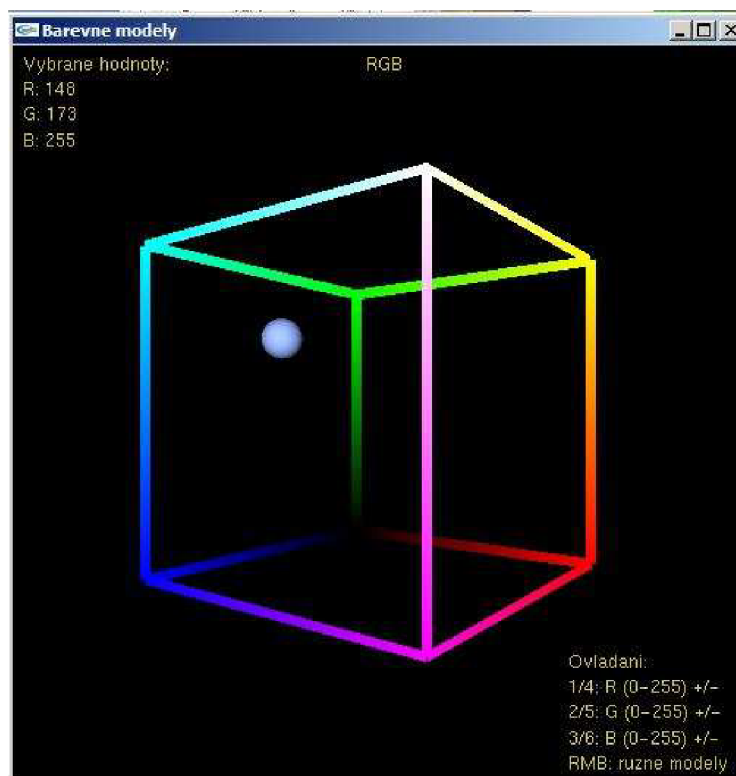 Barevne modely
Vybrane hodnoty:
RGB
R: 148
G: 173
B: 255
Ovladani:
1/4: R (0-255) +/-
2/5: G (0-255) +/-
3/6: B (0-255) +/-
RMB: ruzne modely